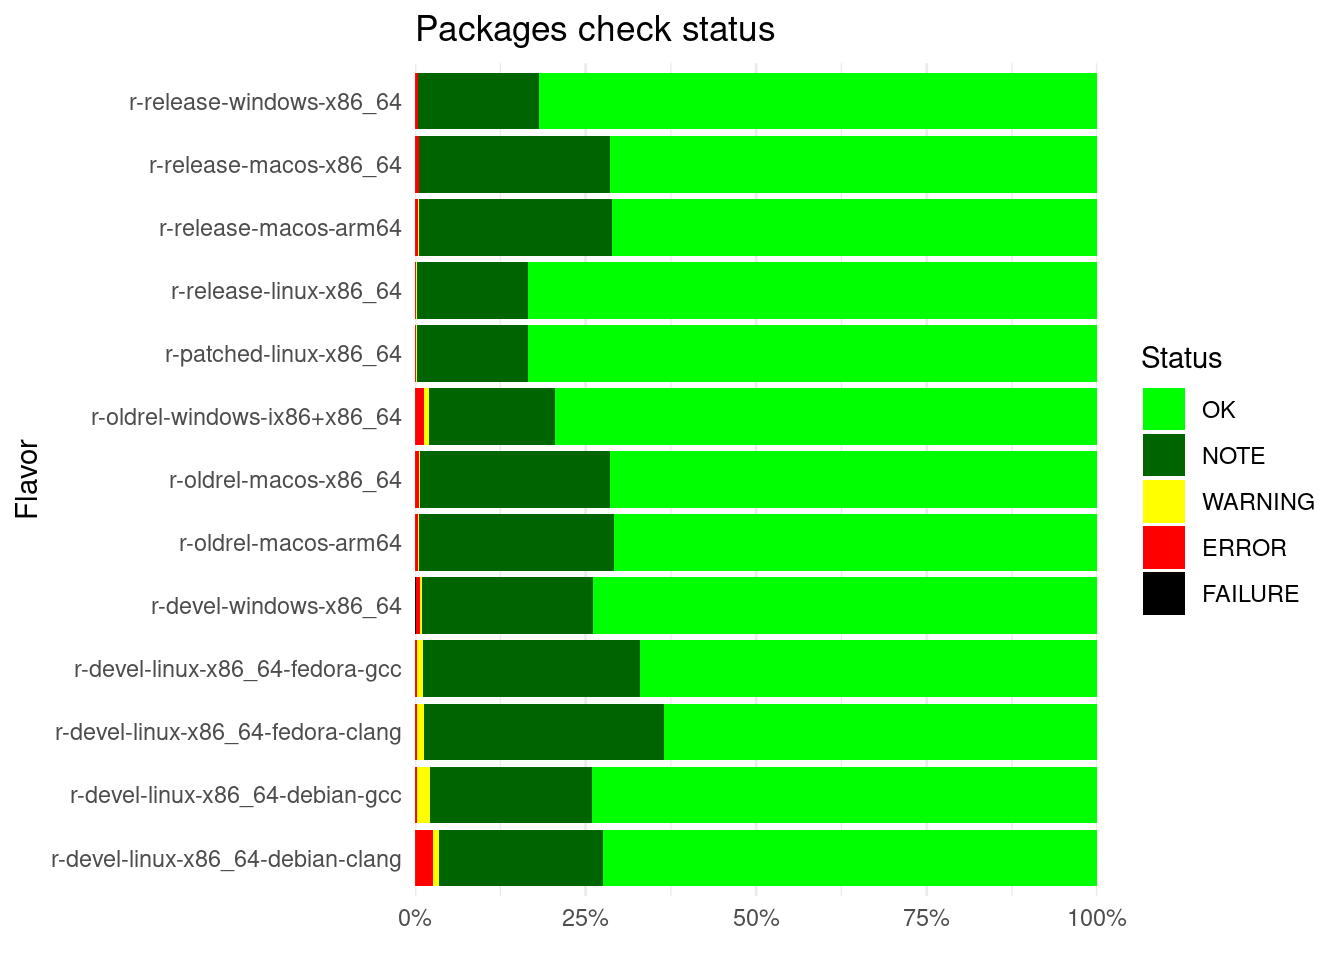 Packages check status
r-release-windows-x86_64
r-release-macos-x86_64
r-release-macos-arm64
r-release-linux-x86_64
r-patched-linux-x86_64
r-oldrel-windows-ix86+x86_64
r-oldrel-macos-x86_64
r-oldrel-macos-arm64
r-devel-windows-x86_64
r-devel-linux-x86_64-fedora-gcc
r-devel-linux-x86_64-fedora-clang
r-devel-linux-x86_64-debian-gcc
r-devel-linux-x86_64-debian-clang
Flavor
0% 25% 50% 75% 100%
Status
OK
NOTE
WARNING
ERROR
FAILURE